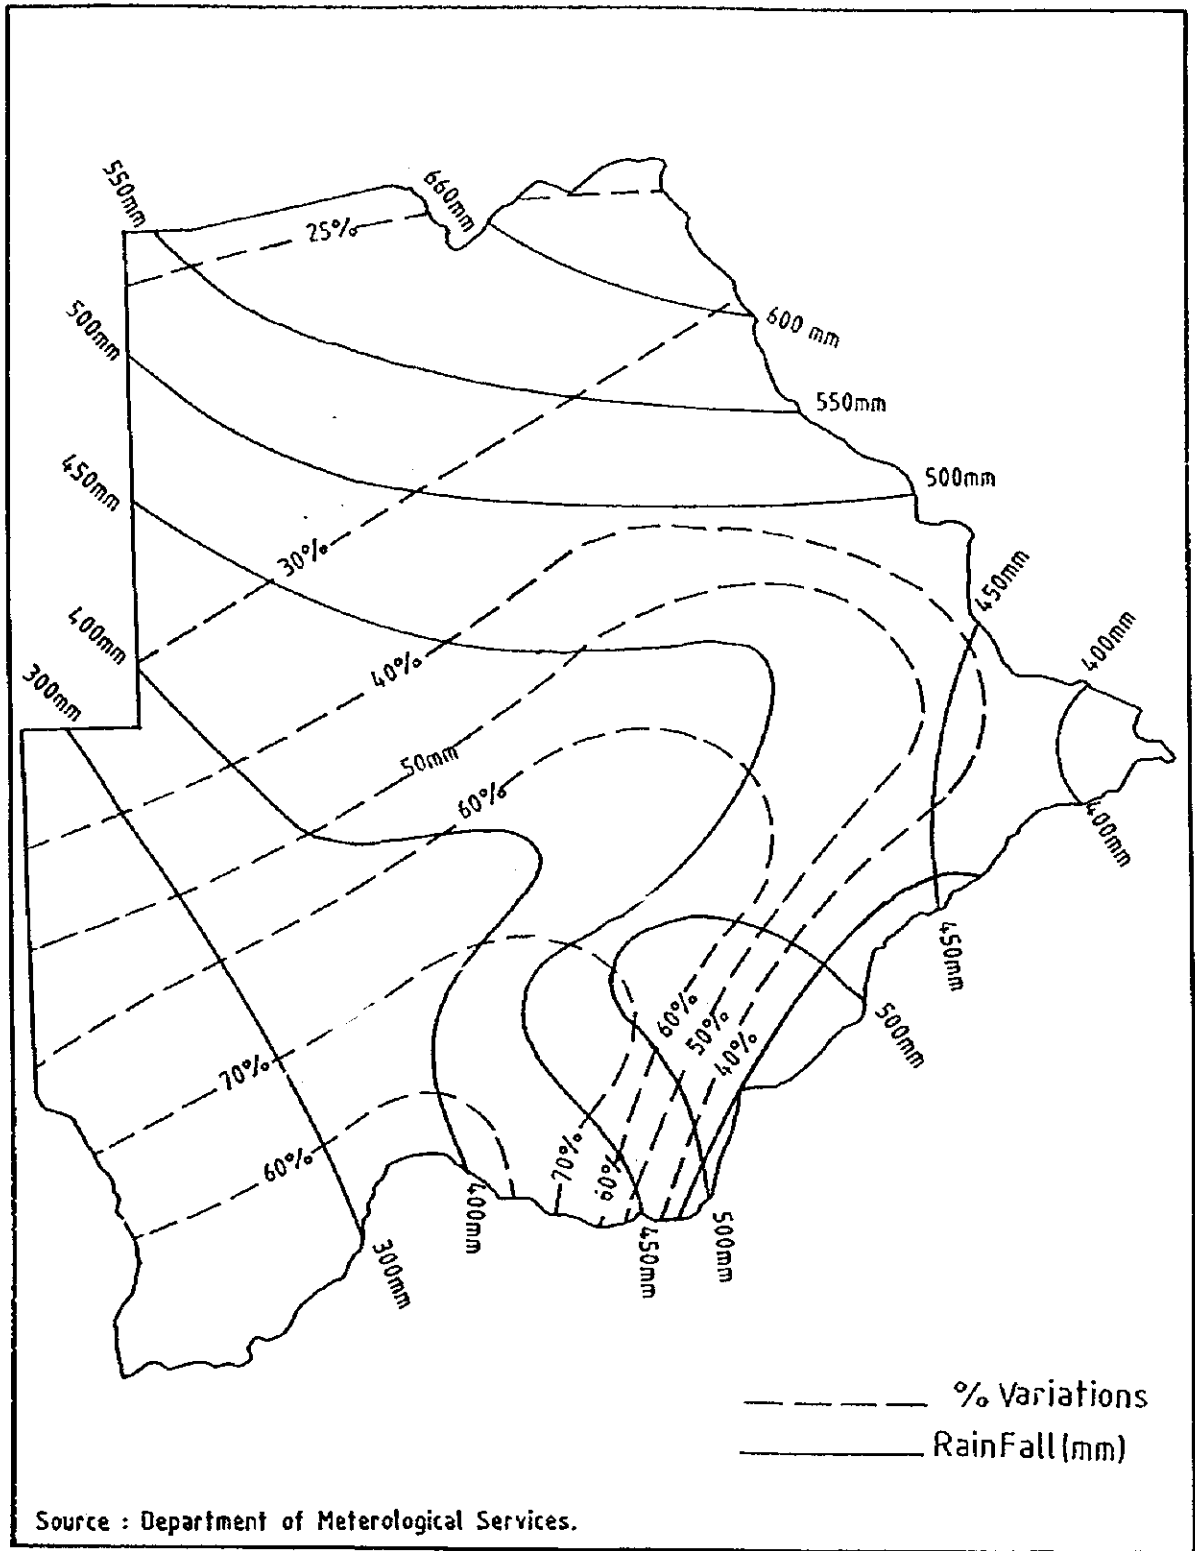 550mm
660mm
25%
500mm
600 mm
550mm
450mm
500mm
30%
450mm
400mm
400mm
40%
300mm
50mm
60%
400mm
450mm
60%
500mm
50%
40%
70%
70%
60%
60%
400mm
450mm
500mm
300mm
% Variations
RainFall(mm)
Source : Department of Meterological Services.